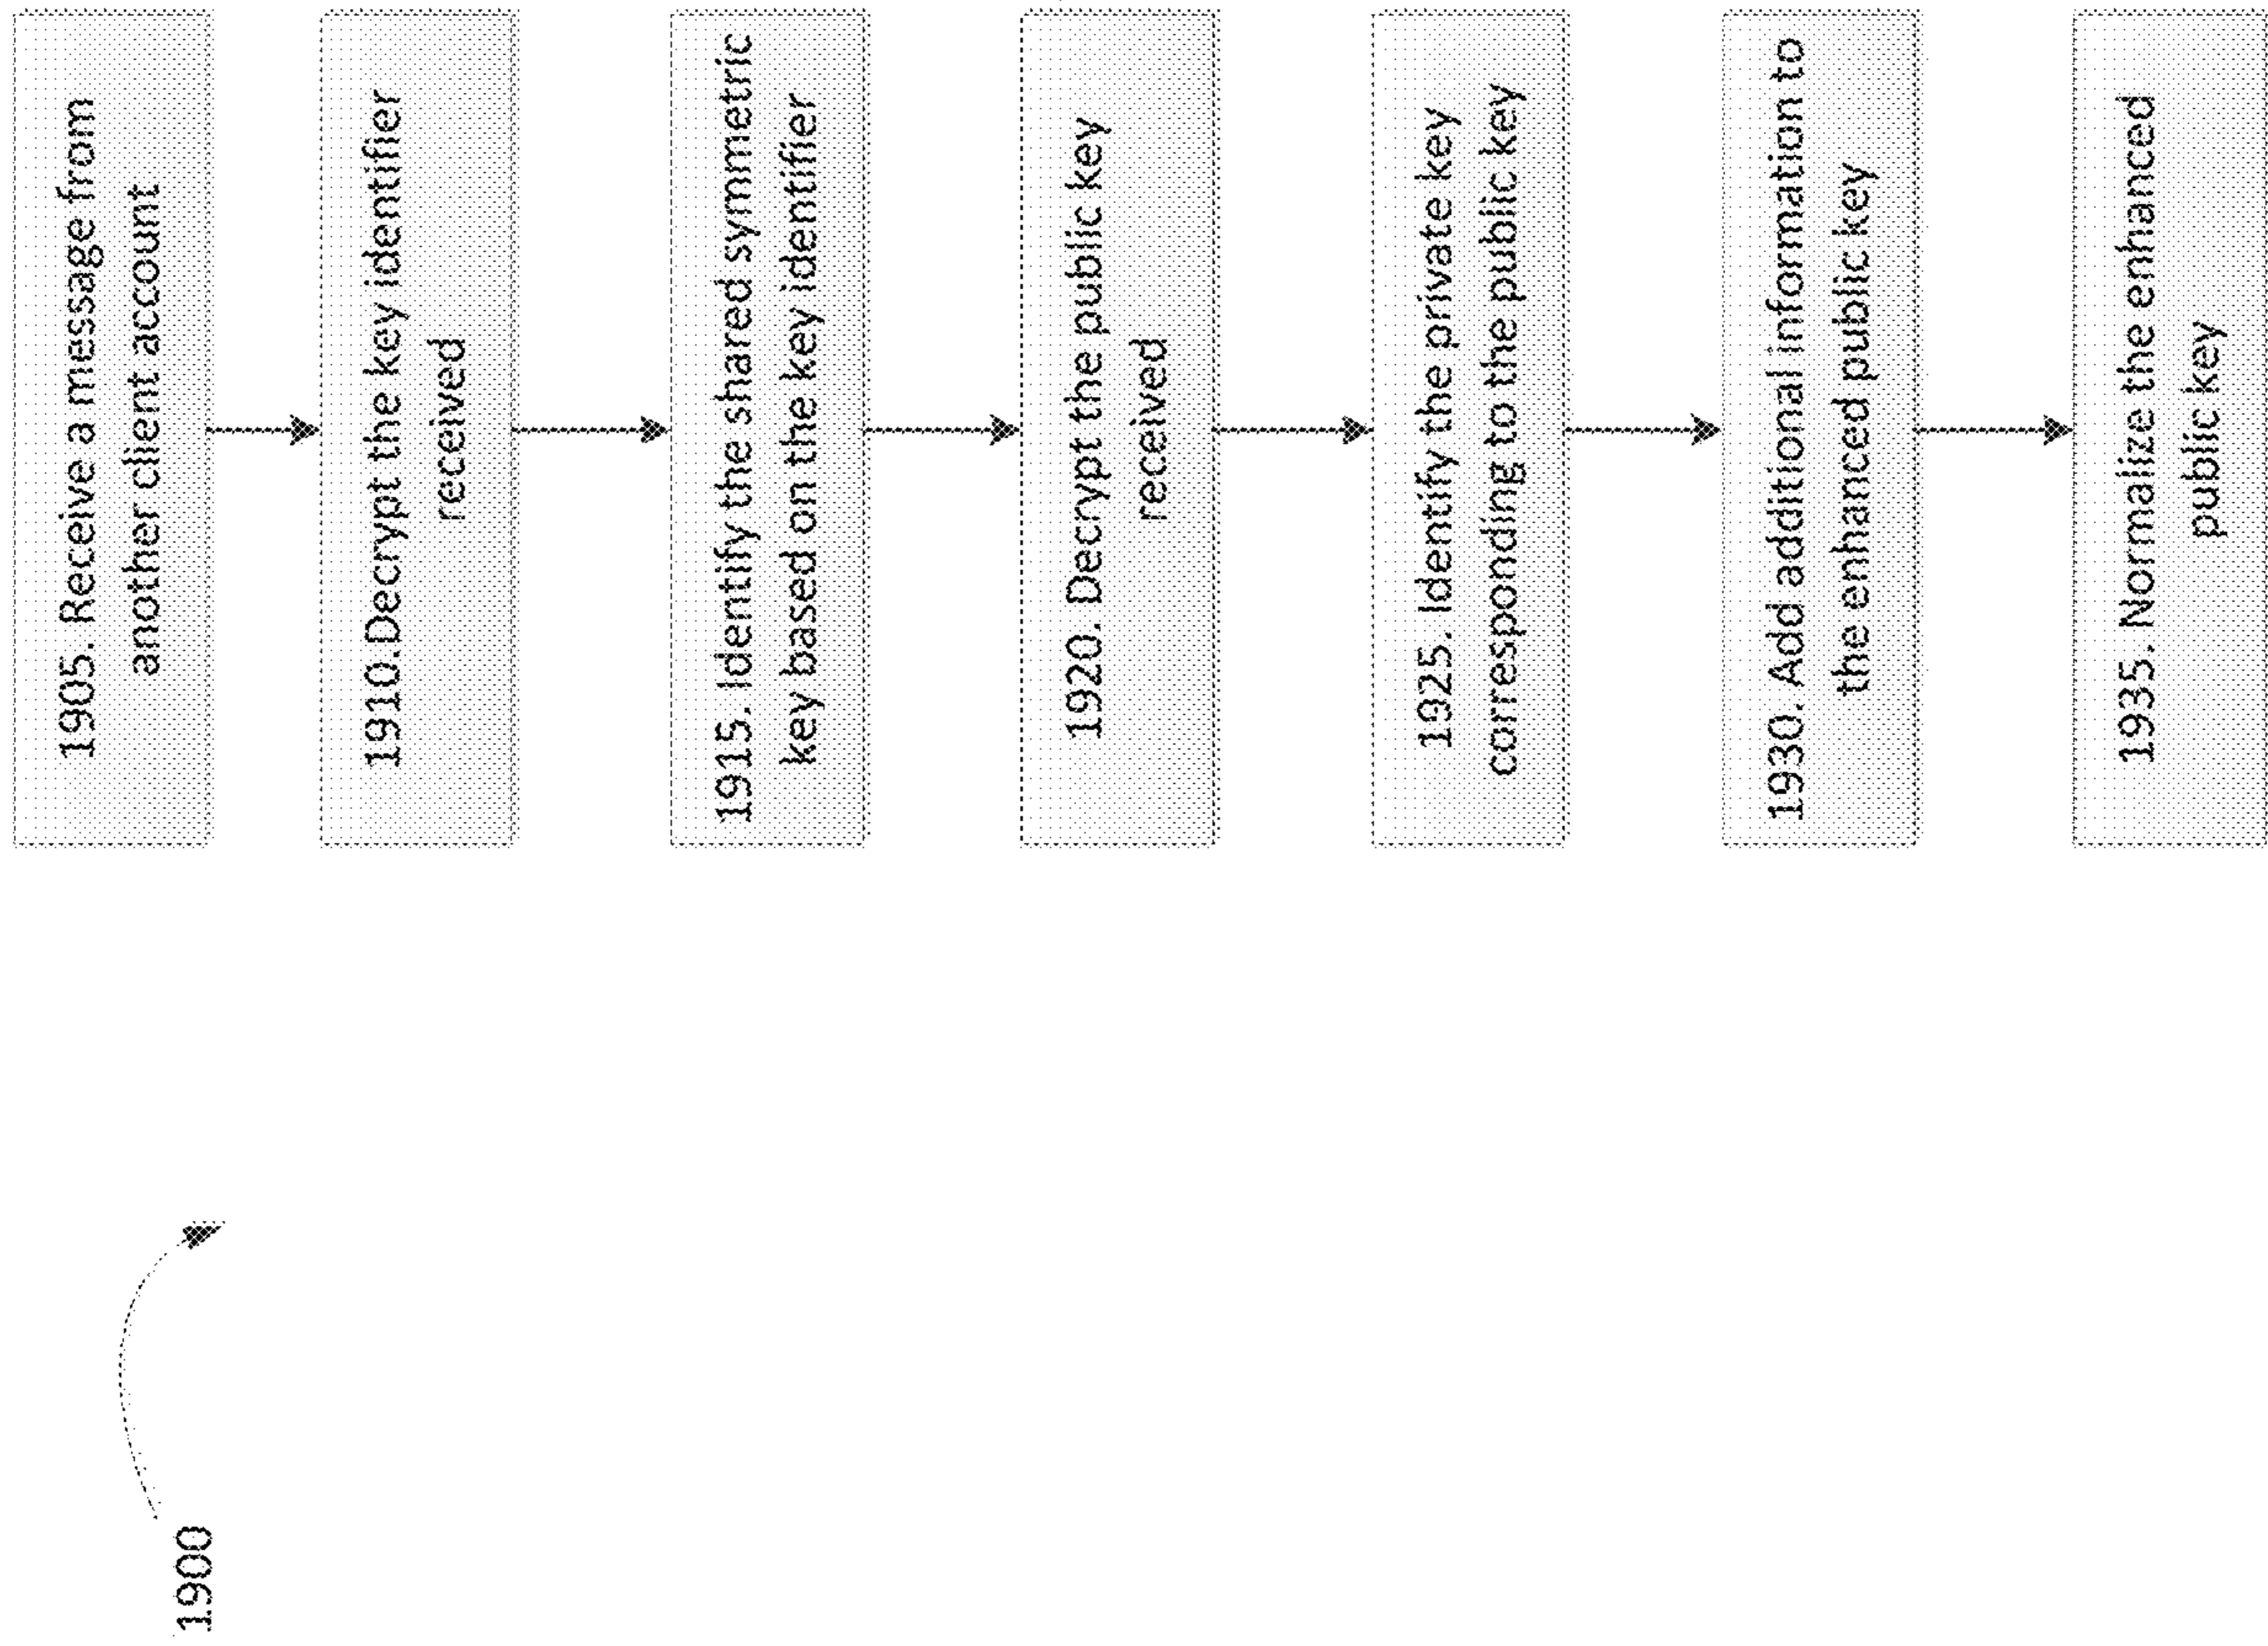 1900
1905. Receive a message from
another client account
1910.Decrypt the key identifier
received
1915. Identify the shared symmetric
key based on the key identifier
1920. Decrypt the public key
received
1925. Identify the private key
corresponding to the public key
1930. Add additional information to
the enhanced public key
1935. Normalize the enhanced
public key